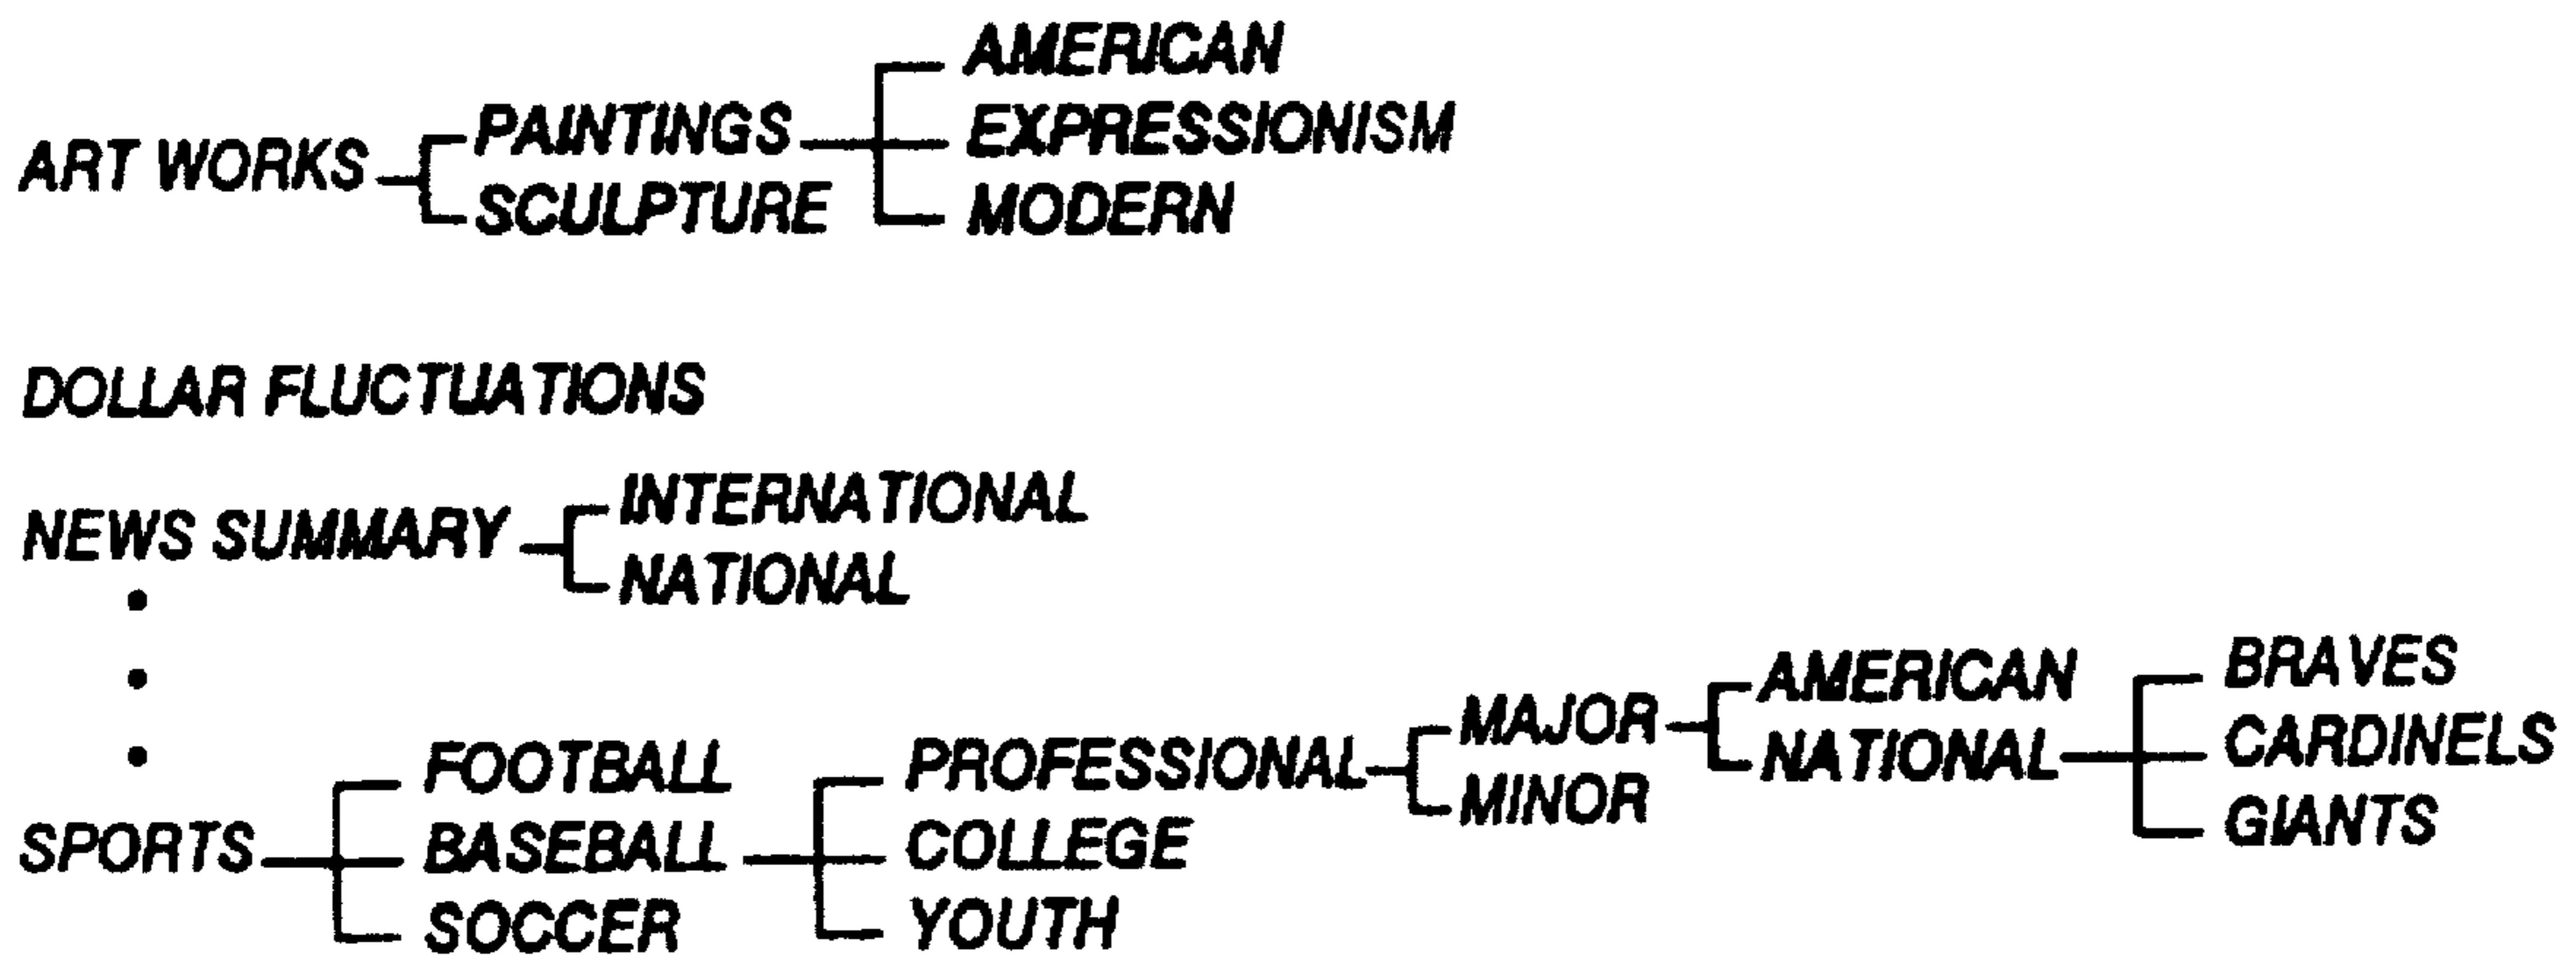 AMERICAN
PAINTINGS EXPRESSIONISM
ART WORKS
SCULPTURE MODERN
DOLLAR FLUCTUATIONS
INTERNATIONAL
NEWS SUMMARY
NATIONAL
BRAVES
AMERICAN
MAJOR
NATIONAL CARDINELS
FOOTBALL PROFESSIONAL
MINOR GIANTS
SPORTS BASEBALL COLLEGE
SOCCER YOUTH